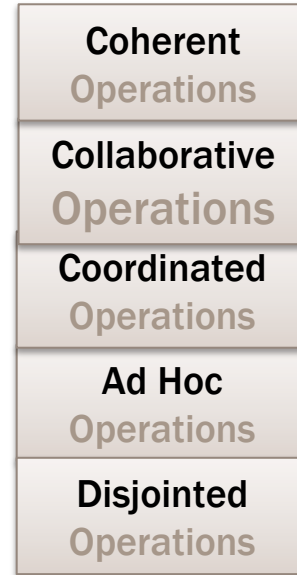 Coherent
Operations
Collaborative
Operations
Coordinated
Operations
Ad Hoc
Operations
Disjointed
Operations